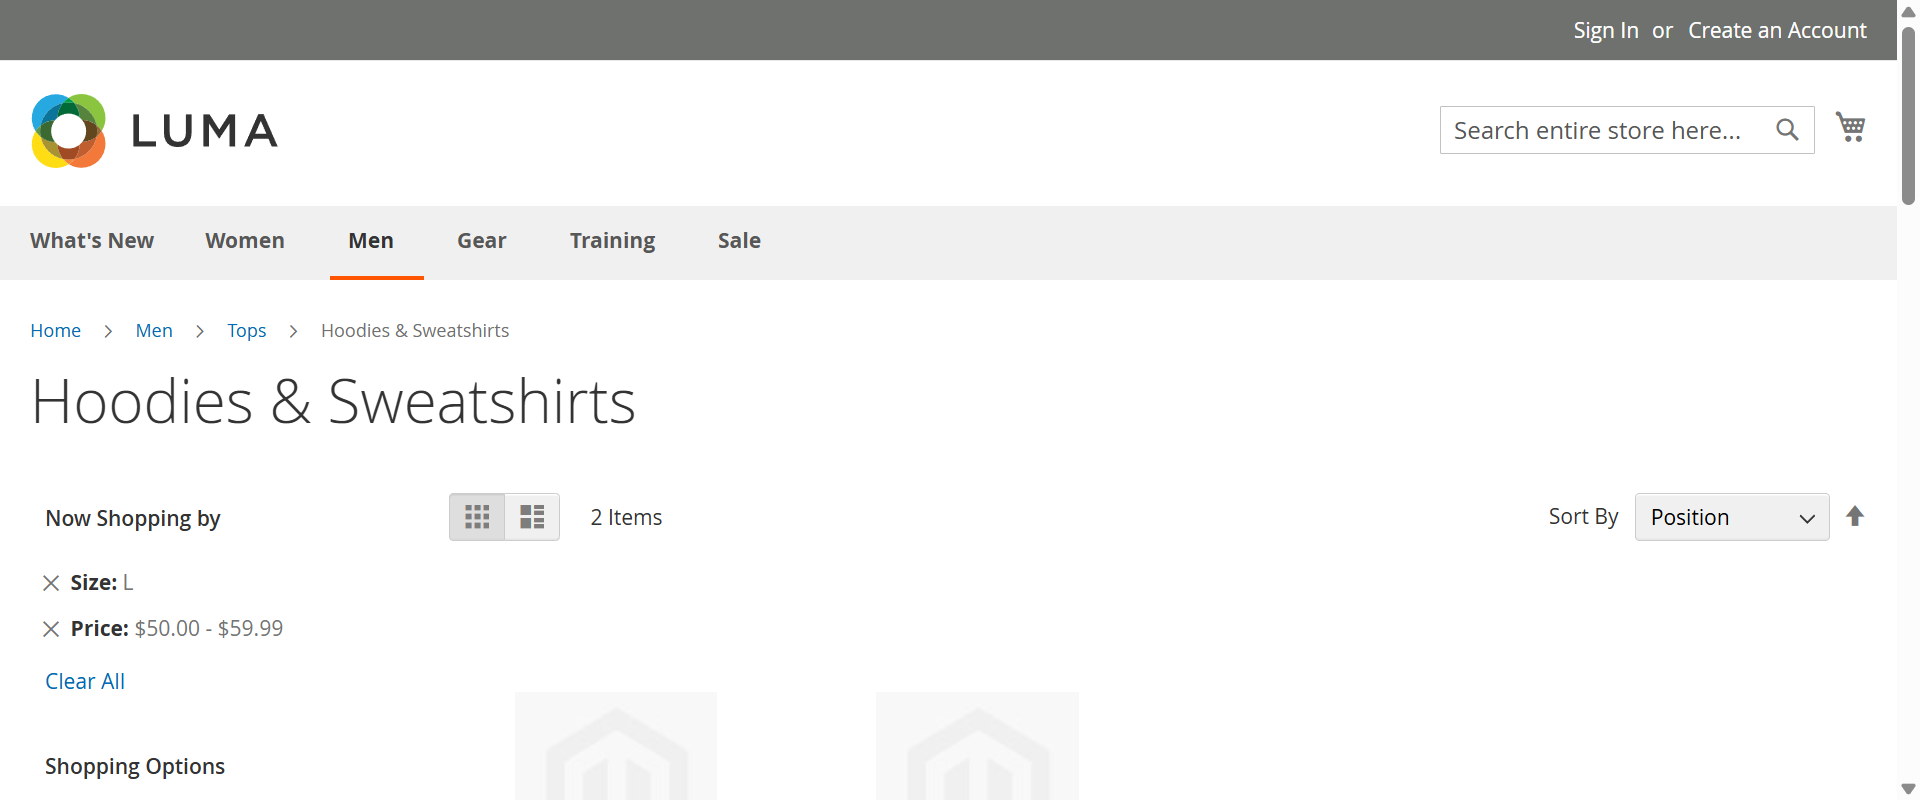 Sign In or Create an Account
LUMA
Search entire store here...
What's New Women Men Gear Training Sale
Home Men Tops Hoodies & Sweatshirts
Hoodies & Sweatshirts
Now Shopping by
2 Items
Sort By Position
Size: L
Price: $50.00 - $59.99
Clear All
Shopping Options